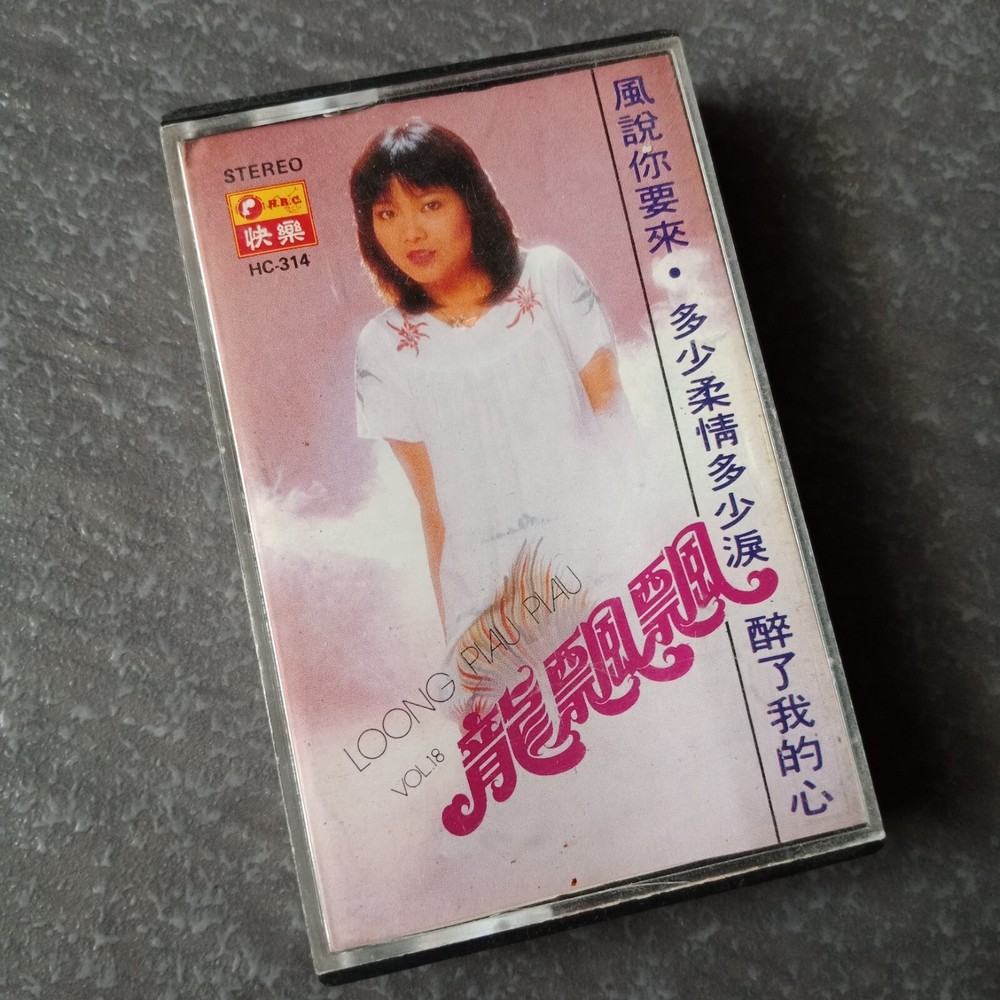 STEREO
H.R.C.
快樂
HC-314
風說你要來•多少柔情多少淚
醉了我的心
LOONG PIAU PIAU
VOL.18
龍飄飄